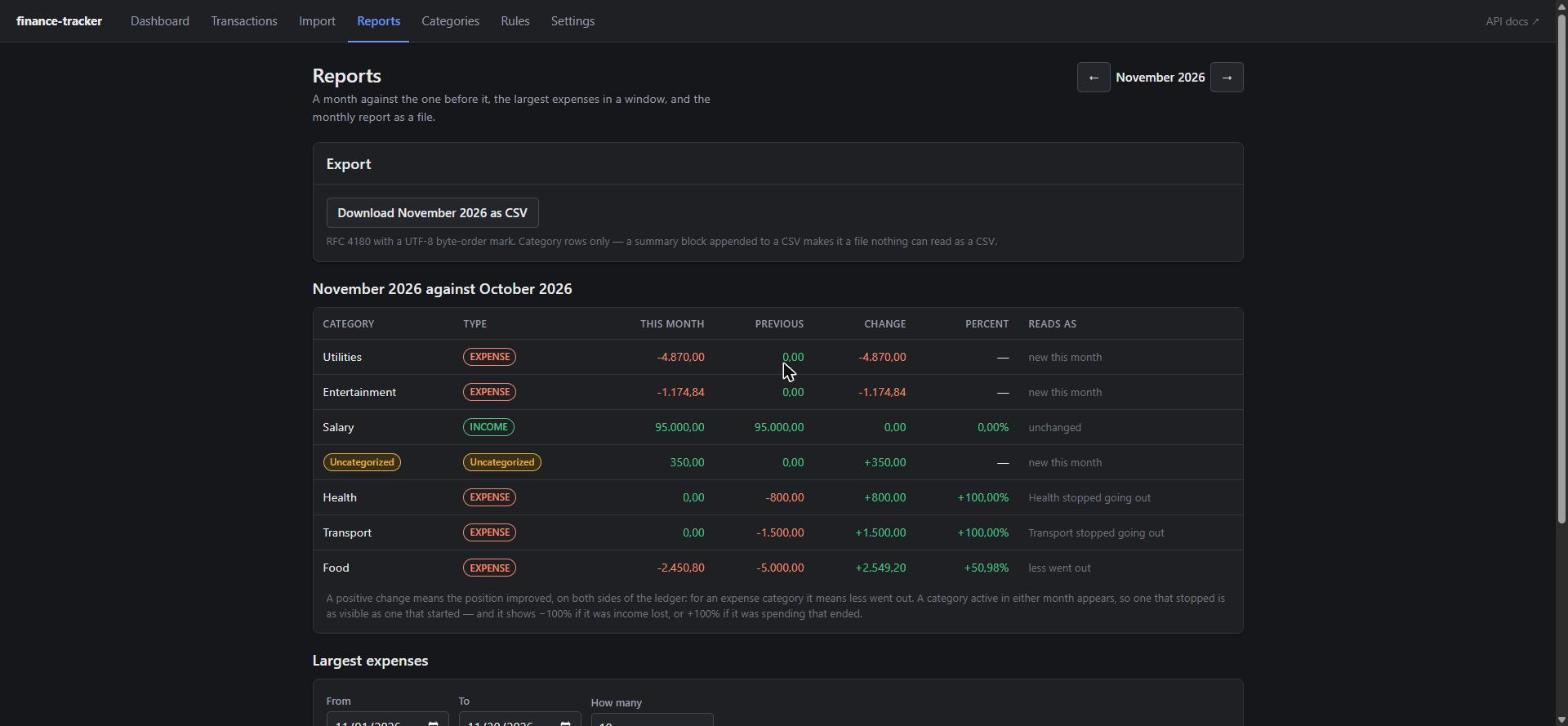 finance-tracker Dashboard Transactions Import Reports Categories Rules Settings API docs ↗
Reports
← November 2026 →
A month against the one before it, the largest expenses in a window, and the
monthly report as a file.
Export
Download November 2026 as CSV
RFC 4180 with a UTF-8 byte-order mark. Category rows only — a summary block appended to a CSV makes it a file nothing can read as a CSV.
November 2026 against October 2026
CATEGORY TYPE THIS MONTH PREVIOUS CHANGE PERCENT READS AS
Utilities EXPENSE -4.870,00 0,00 -4.870,00 — new this month
Entertainment EXPENSE -1.174,84 0,00 -1.174,84 — new this month
Salary INCOME 95.000,00 95.000,00 0,00 0,00% unchanged
Uncategorized Uncategorized 350,00 0,00 +350,00 — new this month
Health EXPENSE 0,00 -800,00 +800,00 +100,00% Health stopped going out
Transport EXPENSE 0,00 -1.500,00 +1.500,00 +100,00% Transport stopped going out
Food EXPENSE -2.450,80 -5.000,00 +2.549,20 +50,98% less went out
A positive change means the position improved, on both sides of the ledger: for an expense category it means less went out. A category active in either month appears, so one that stopped is
as visible as one that started — and it shows −100% if it was income lost, or +100% if it was spending that ended.
Largest expenses
From To How many